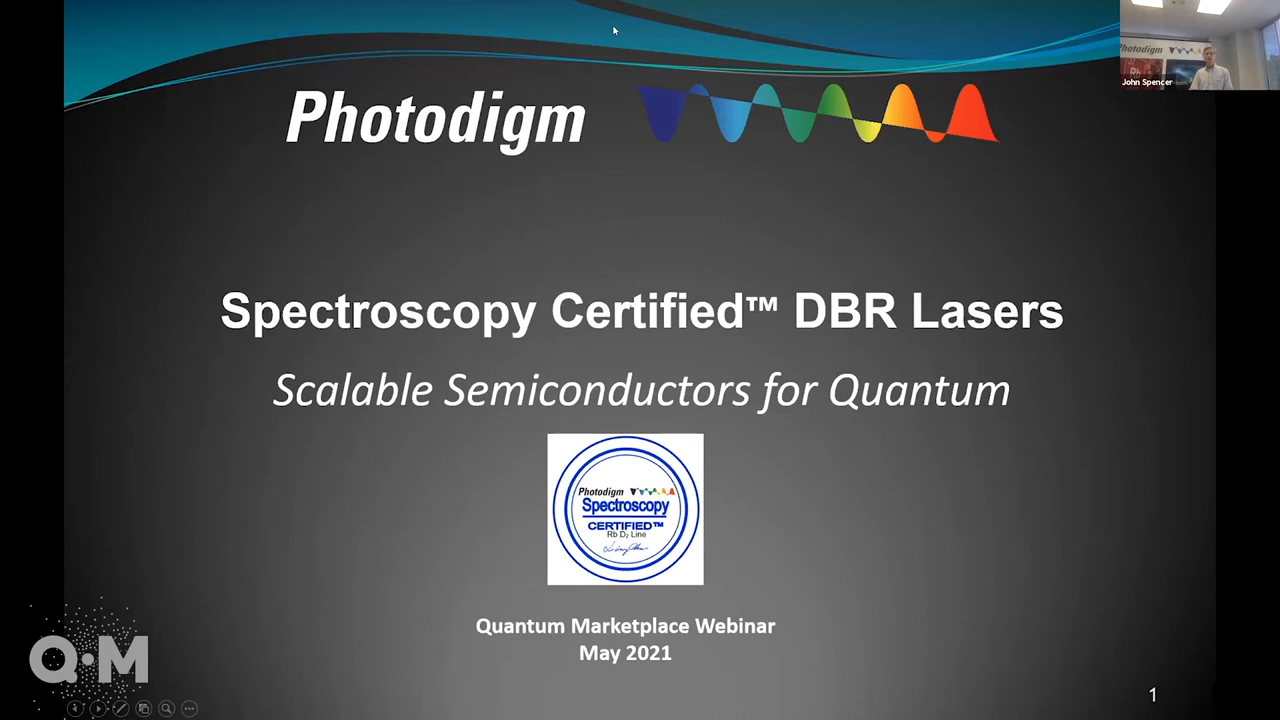 Photodigm
Photodigm
John Spencer
Spectroscopy Certified™ DBR Lasers
Scalable Semiconductors for Quantum
Photodigm
Spectroscopy
CERTIFIED™
Rb D₂ Line
Quantum Marketplace Webinar
May 2021
Q·M
1